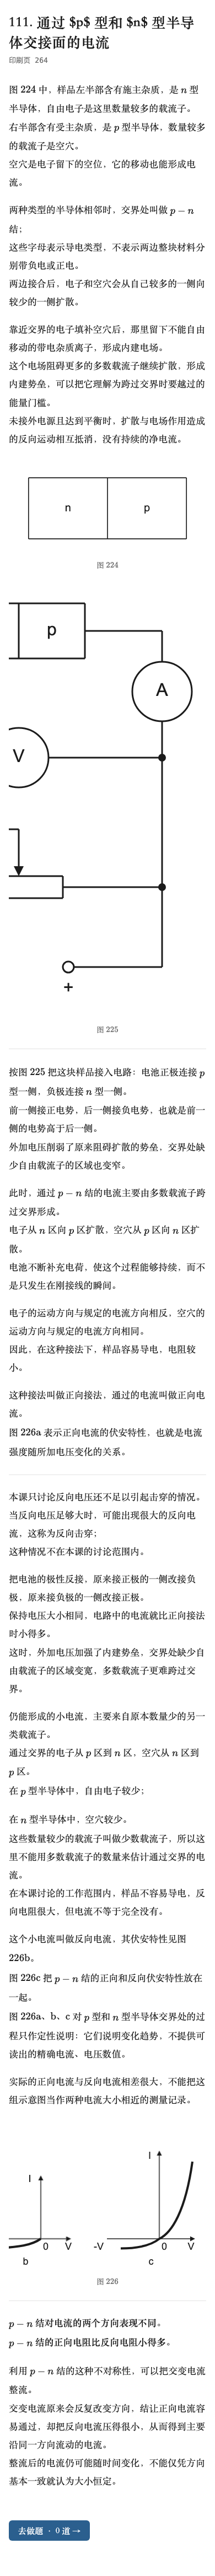 111. 通过 $p$ 型和 $n$ 型半导
体交接面的电流
印刷页 264
图 224 中，样品左半部含有施主杂质，是 n 型
半导体，自由电子是这里数量较多的载流子。
右半部含有受主杂质，是 p 型半导体，数量较多
的载流子是空穴。
空穴是电子留下的空位，它的移动也能形成电
流。
两种类型的半导体相邻时，交界处叫做 p − n
结；
这些字母表示导电类型，不表示两边整块材料分
别带负电或正电。
两边接合后，电子和空穴会从自己较多的一侧向
较少的一侧扩散。
靠近交界的电子填补空穴后，那里留下不能自由
移动的带电杂质离子，形成内建电场。
这个电场阻碍更多的多数载流子继续扩散，形成
内建势垒，可以把它理解为跨过交界时要越过的
能量门槛。
未接外电源且达到平衡时，扩散与电场作用造成
的反向运动相互抵消，没有持续的净电流。
n p
图 224
p
A
V
+
图 225
按图 225 把这块样品接入电路：电池正极连接 p
型一侧，负极连接 n 型一侧。
前一侧接正电势，后一侧接负电势，也就是前一
侧的电势高于后一侧。
外加电压削弱了原来阻碍扩散的势垒，交界处缺
少自由载流子的区域也变窄。
此时，通过 p − n 结的电流主要由多数载流子跨
过交界形成。
电子从 n 区向 p 区扩散，空穴从 p 区向 n 区扩
散。
电池不断补充电荷，使这个过程能够持续，而不
是只发生在刚接线的瞬间。
电子的运动方向与规定的电流方向相反，空穴的
运动方向与规定的电流方向相同。
因此，在这种接法下，样品容易导电，电阻较
小。
这种接法叫做正向接法，通过的电流叫做正向电
流。
图 226a 表示正向电流的伏安特性，也就是电流
强度随所加电压变化的关系。
本课只讨论反向电压还不足以引起击穿的情况。
当反向电压足够大时，可能出现很大的反向电
流，这称为反向击穿；
这种情况不在本课的讨论范围内。
把电池的极性反接，原来接正极的一侧改接负
极，原来接负极的一侧改接正极。
保持电压大小相同，电路中的电流就比正向接法
时小得多。
这时，外加电压加强了内建势垒，交界处缺少自
由载流子的区域变宽，多数载流子更难跨过交
界。
仍能形成的小电流，主要来自原本数量少的另一
类载流子。
通过交界的电子从 p 区到 n 区，空穴从 n 区到
p 区。
在 p 型半导体中，自由电子较少；
在 n 型半导体中，空穴较少。
这些数量较少的载流子叫做少数载流子，所以这
里不能用多数载流子的数量来估计通过交界的电
流。
在本课讨论的工作范围内，样品不容易导电，反
向电阻很大，但电流不等于完全没有。
这个小电流叫做反向电流，其伏安特性见图
226b。
图 226c 把 p − n 结的正向和反向伏安特性放在
一起。
图 226a、b、c 对 p 型和 n 型半导体交界处的过
程只作定性说明：它们说明变化趋势，不提供可
读出的精确电流、电压数值。
实际的正向电流与反向电流相差很大，不能把这
组示意图当作两种电流大小相近的测量记录。
I I
0 V -V 0 V
b c
图 226
p − n 结对电流的两个方向表现不同。
p − n 结的正向电阻比反向电阻小得多。
利用 p − n 结的这种不对称性，可以把交变电流
整流。
交变电流原来会反复改变方向，结让正向电流容
易通过，却把反向电流压得很小，从而得到主要
沿同一方向流动的电流。
整流后的电流仍可能随时间变化，不能仅凭方向
基本一致就认为大小恒定。
去做题 · 0 道 →